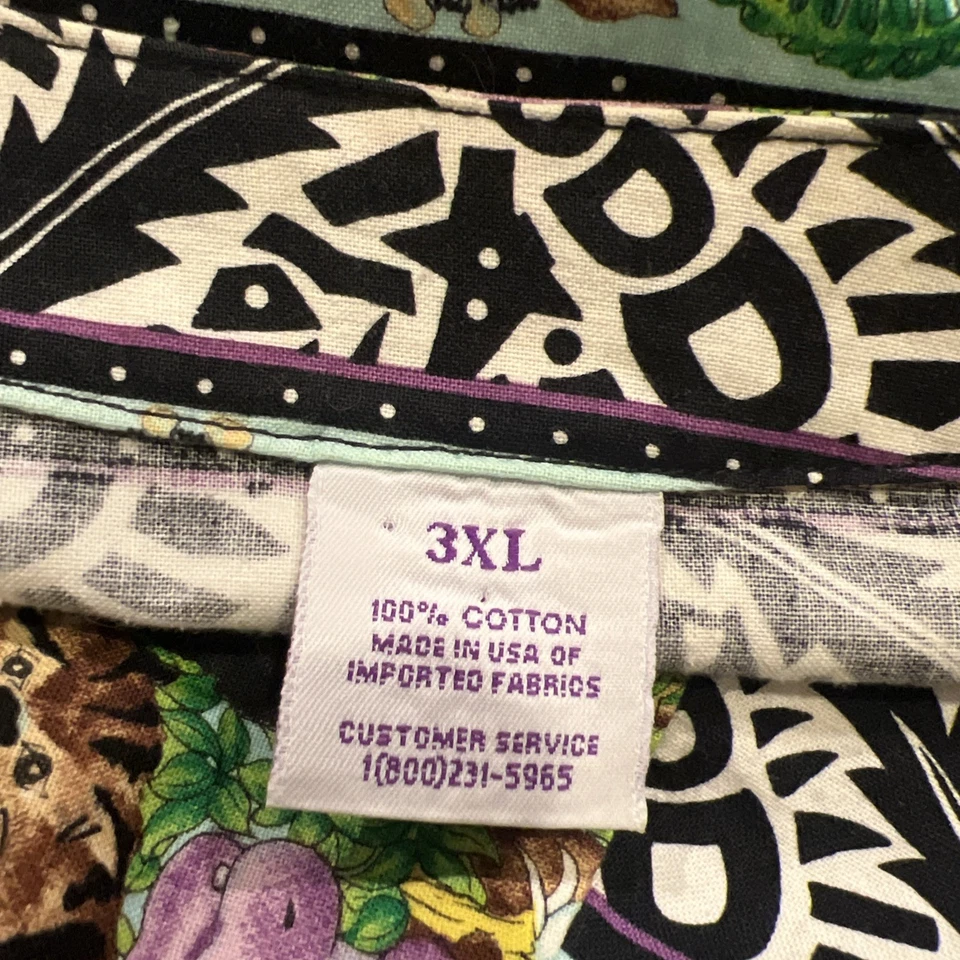 3XL
100% COTTON
MADE IN USA OF
IMPORTED FABRICS
CUSTOMER SERVICE
1(800)231-5965